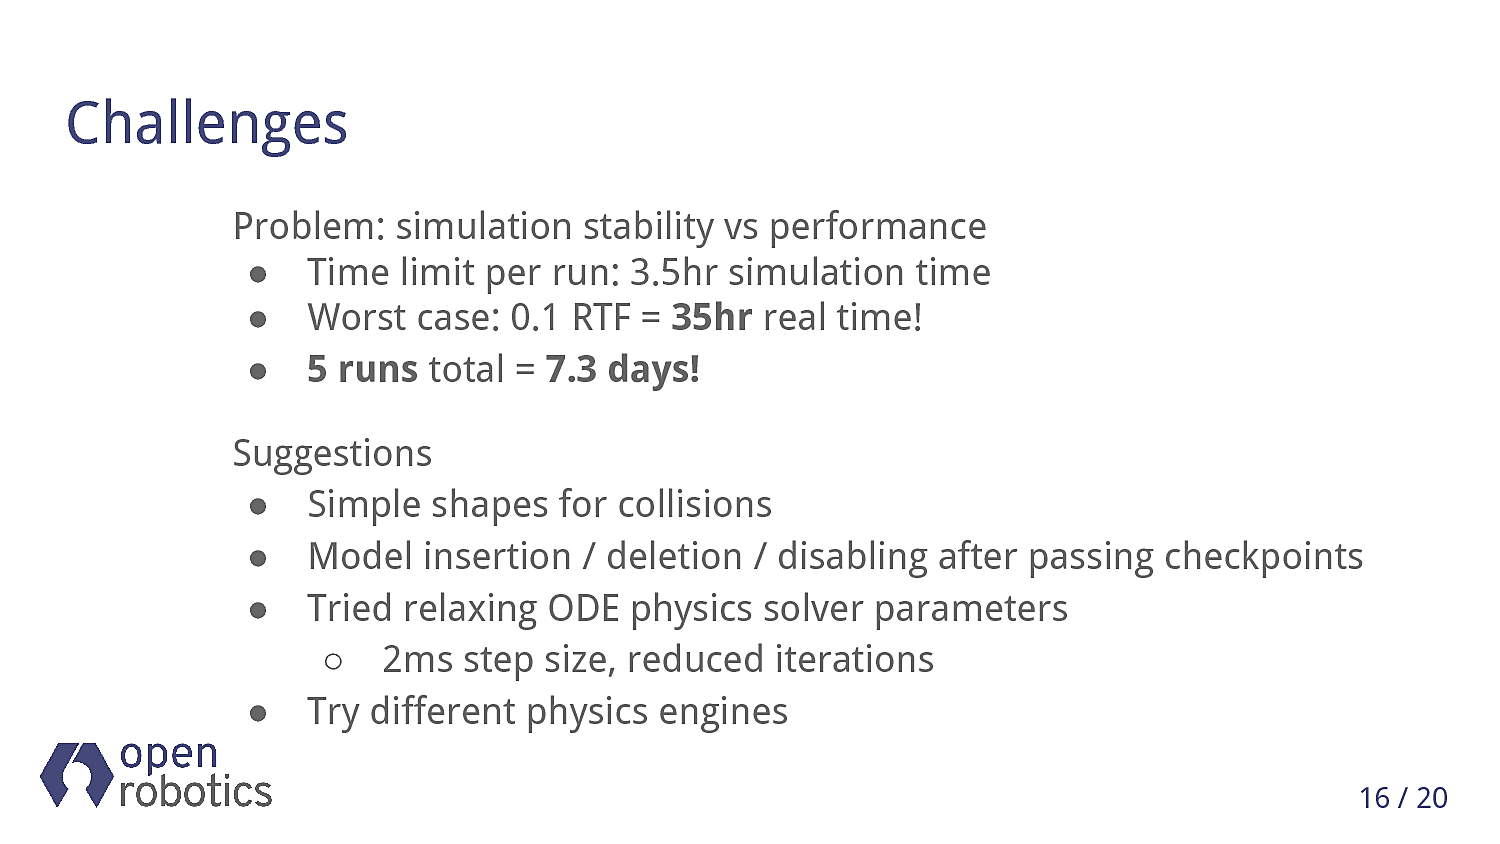 Challenges
Problem: simulation stability vs performance
● Time limit per run: 3.5hr simulation time
● Worst case: 0.1 RTF = 35hr real time!
● 5 runs total = 7.3 days!
Suggestions
● Simple shapes for collisions
● Model insertion / deletion / disabling after passing checkpoints
● Tried relaxing ODE physics solver parameters
○ 2ms step size, reduced iterations
● Try different physics engines
open
robotics
16 / 20